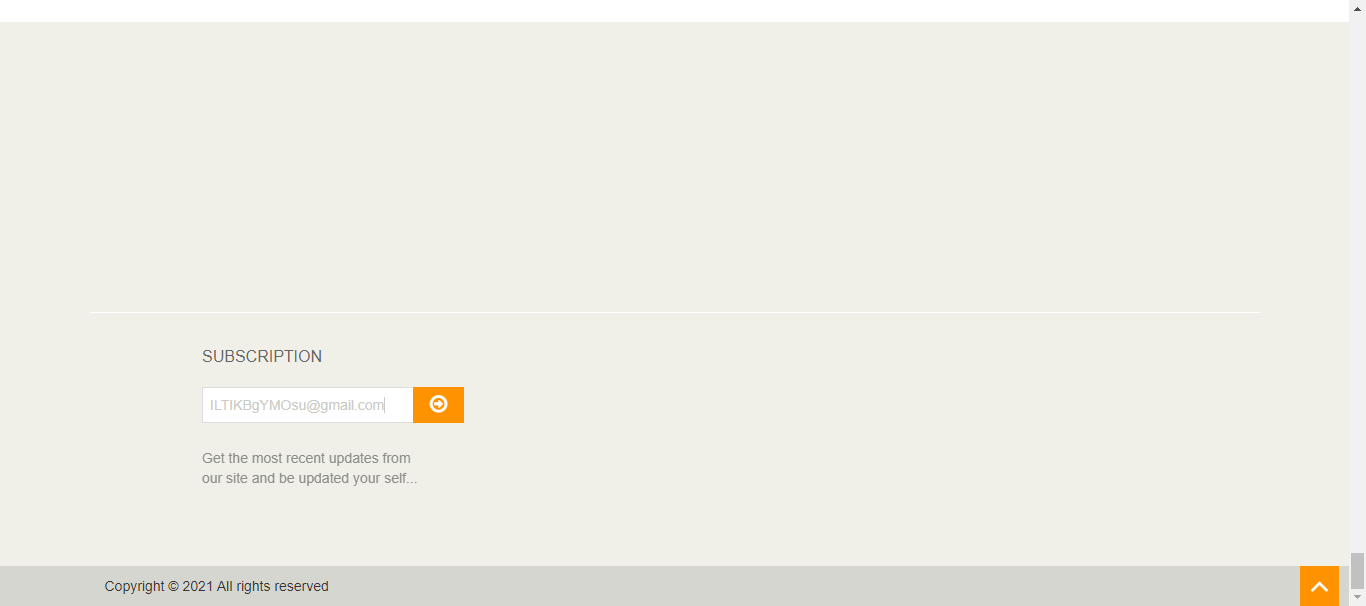 SUBSCRIPTION
ILTIKBgYMOsu@gmail.com
Get the most recent updates from
our site and be updated your self...
Copyright © 2021 All rights reserved